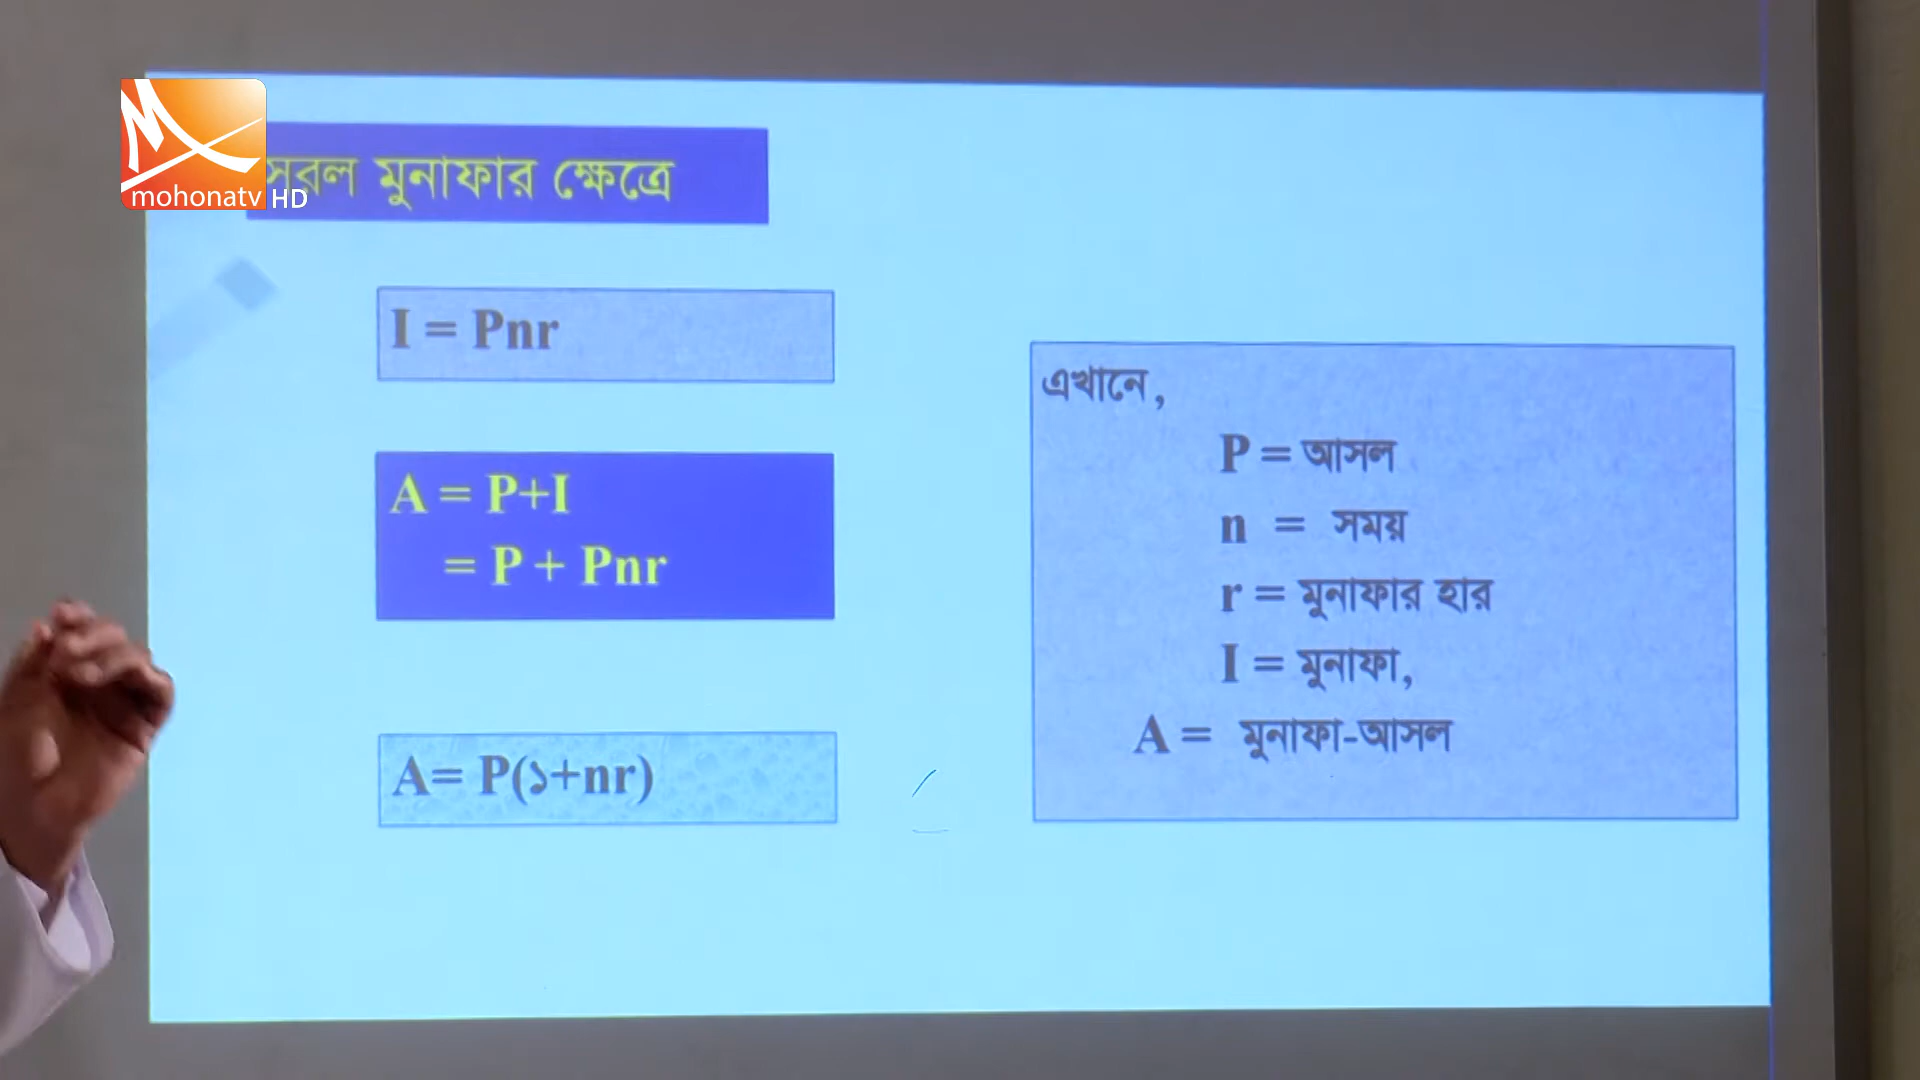 mohonatv HD
সরল মুনাফার ক্ষেত্রে
I = Pnr
A = P+I
= P + Pnr
A= P(১+nr)
এখানে,
P = আসল
n = সময়
r = মুনাফার হার
I = মুনাফা,
A = মুনাফা-আসল